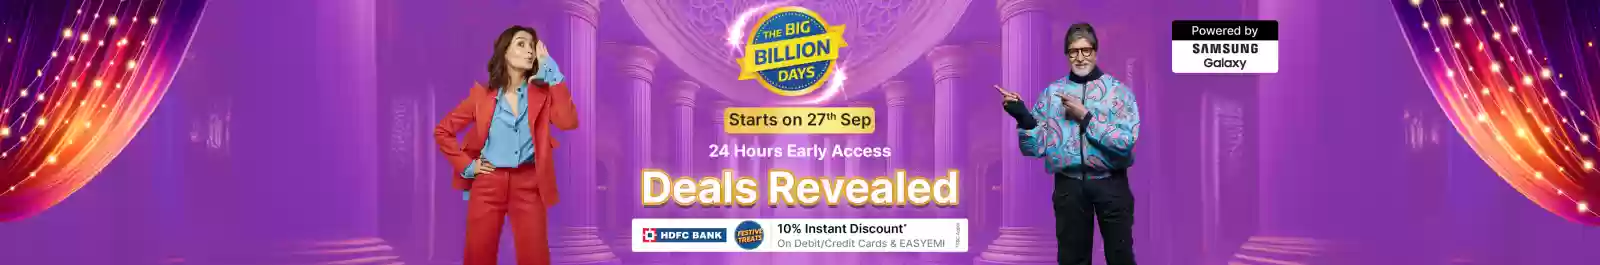 THE BIG
BILLION
DAYS
Powered by
SAMSUNG
Galaxy
Starts on 27th Sep
24 Hours Early Access
Deals Revealed
HDFC BANK
FESTIVE
TREATS
10% Instant Discount*
On Debit/Credit Cards & EASYEMI